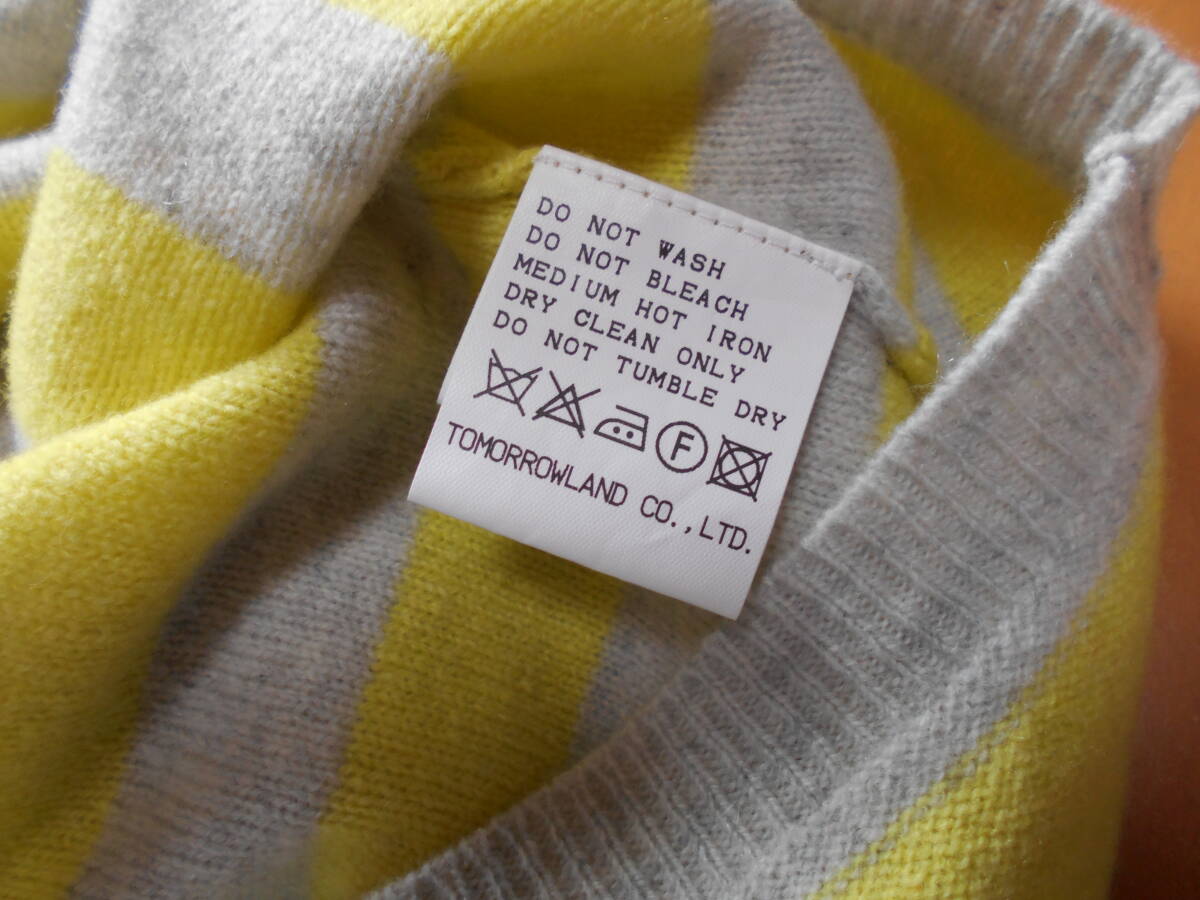 DO NOT WASH
DO NOT BLEACH
MEDIUM HOT IRON
DRY CLEAN ONLY
DO NOT TUMBLE DRY
F
TOMORROWLAND CO.,LTD.